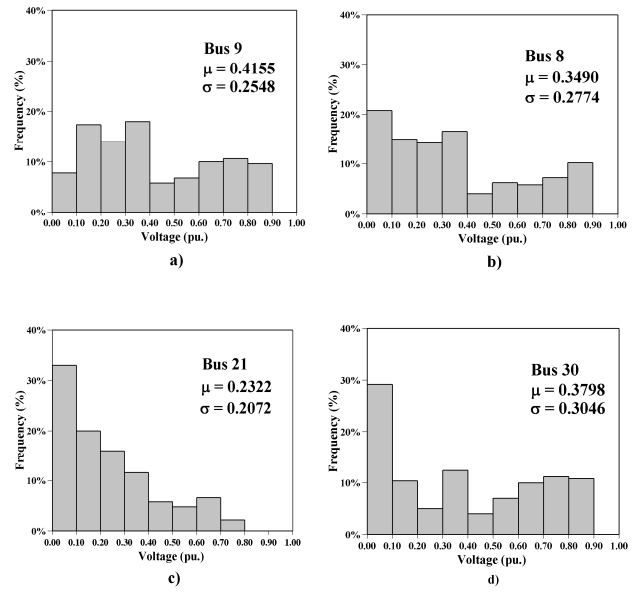 40%
30%
20%
10%
0%
Frequency (%)
Bus 9
μ = 0.4155
σ = 0.2548
0.00 0.10 0.20 0.30 0.40 0.50 0.60 0.70 0.80 0.90 1.00
Voltage (pu.)
a)
40%
30%
20%
10%
0%
Frequency (%)
Bus 8
μ = 0.3490
σ = 0.2774
0.00 0.10 0.20 0.30 0.40 0.50 0.60 0.70 0.80 0.90 1.00
Voltage (pu.)
b)
40%
30%
20%
10%
0%
Frequency (%)
Bus 21
μ = 0.2322
σ = 0.2072
0.00 0.10 0.20 0.30 0.40 0.50 0.60 0.70 0.80 0.90 1.00
Voltage (pu.)
c)
40%
30%
20%
10%
0%
Frequency (%)
Bus 30
μ = 0.3798
σ = 0.3046
0.00 0.10 0.20 0.30 0.40 0.50 0.60 0.70 0.80 0.90 1.00
Voltage (pu.)
d)